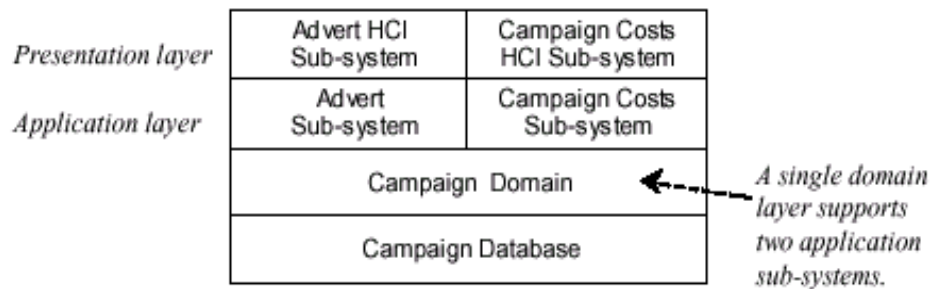 Presentation layer
Advert HCI
Sub-system
Campaign Costs
HCI Sub-system
Application layer
Advert
Sub-system
Campaign Costs
Sub-system
Campaign Domain
Campaign Database
A single domain
layer supports
two application
sub-systems.